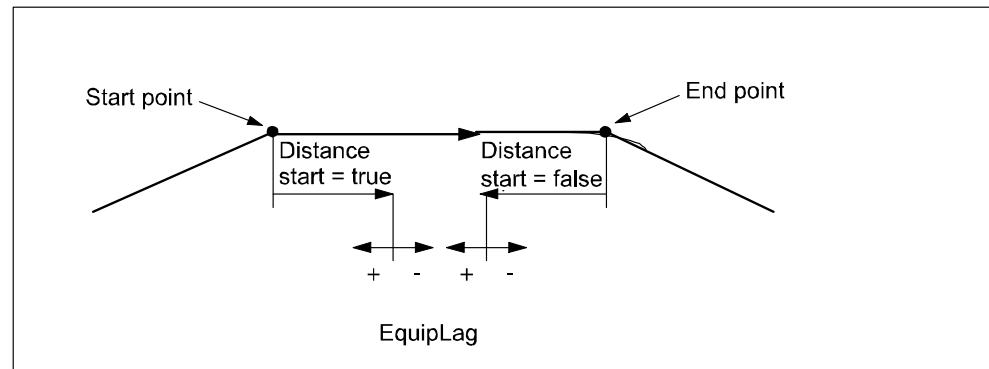 Start point
End point
Distance
start = true
Distance
start = false
+ - + -
EquipLag